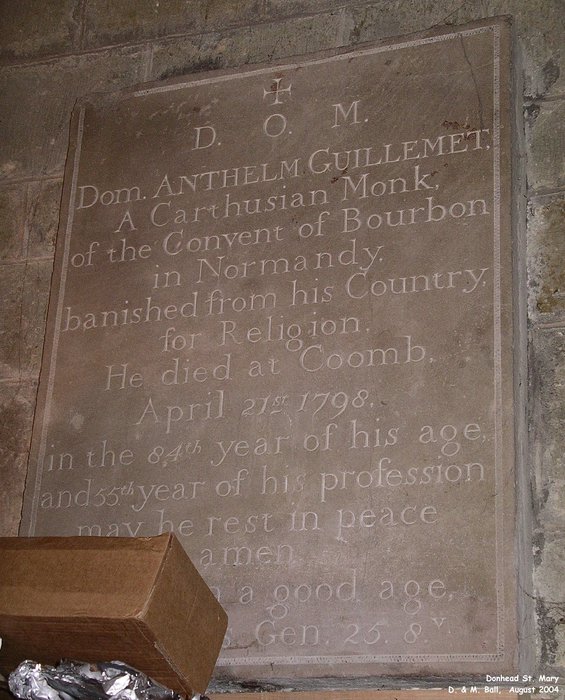 D. O. M.
Dom. ANTHELM GUILLEMET.
A Carthusian Monk,
of the Convent of Bourbon
in Normandy.
banished from his Country,
for Religion.
He died at Coomb,
April 21st 1798.
in the 84th year of his age,
and 55th year of his profession
may he rest in peace
amen.
a good age,
Gen. 25. 8.v
Donhead St. Mary
D. & M. Ball, August 2004